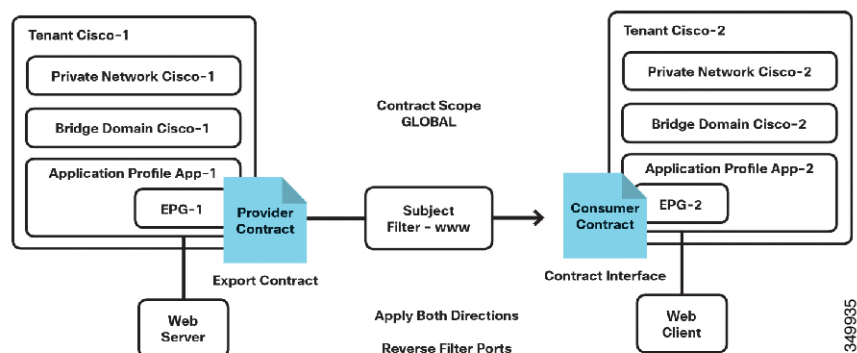 Tenant Cisco-1
Private Network Cisco-1
Bridge Domain Cisco-1
Application Profile App-1
EPG-1
Provider
Contract
Export Contract
Web
Server
Contract Scope
GLOBAL
Subject
Filter - www
Apply Both Directions
Reverse Filter Ports
Tenant Cisco-2
Private Network Cisco-2
Bridge Domain Cisco-2
Application Profile App-2
EPG-2
Consumer
Contract
Contract Interface
Web
Client
349935